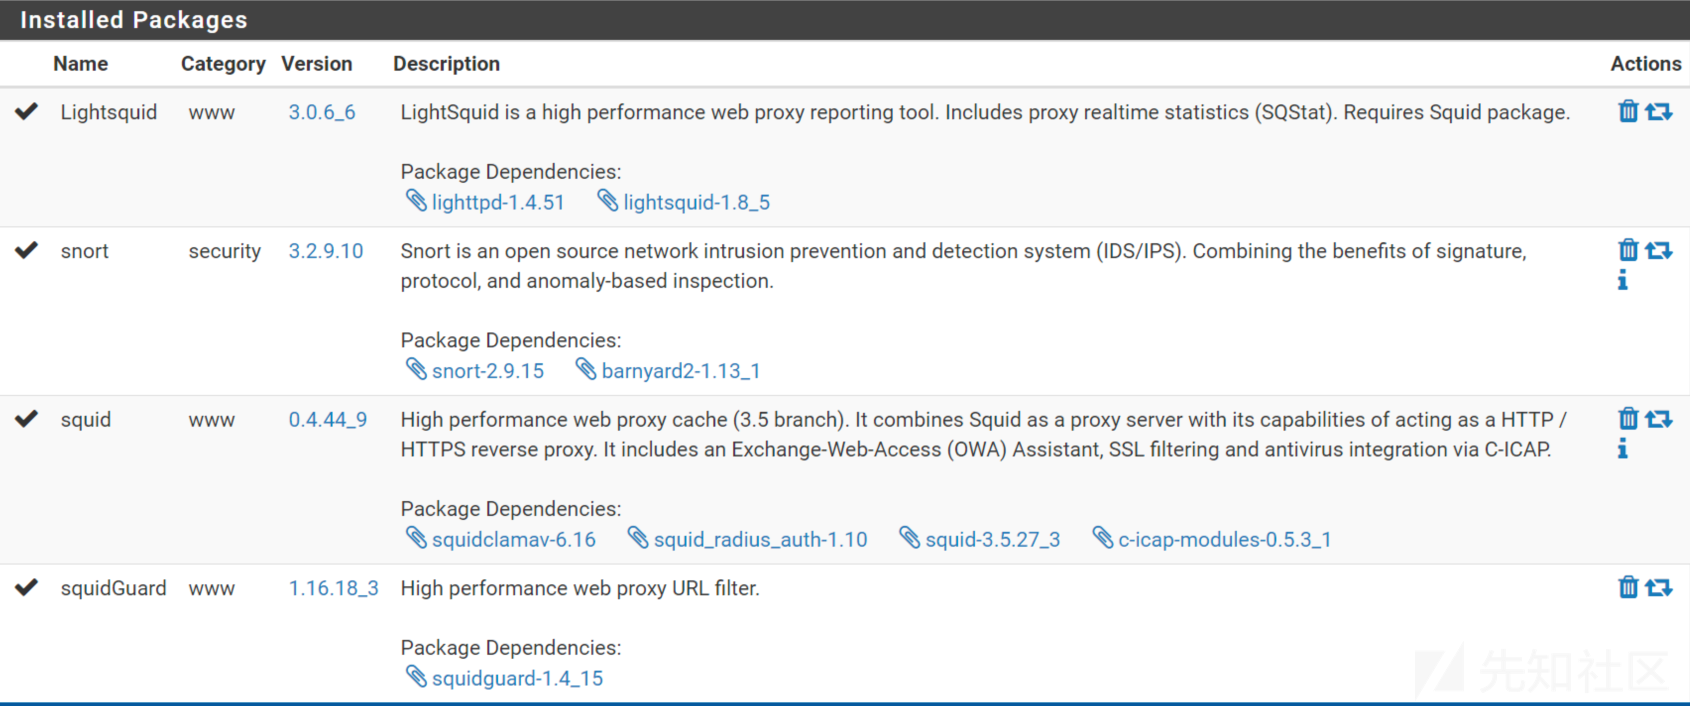 Installed Packages
Name Category Version Description Actions
Lightsquid www 3.0.6_6 LightSquid is a high performance web proxy reporting tool. Includes proxy realtime statistics (SQStat). Requires Squid package.
Package Dependencies:
lighttpd-1.4.51 lightsquid-1.8_5
snort security 3.2.9.10 Snort is an open source network intrusion prevention and detection system (IDS/IPS). Combining the benefits of signature,
protocol, and anomaly-based inspection.
Package Dependencies:
snort-2.9.15 barnyard2-1.13_1
squid www 0.4.44_9 High performance web proxy cache (3.5 branch). It combines Squid as a proxy server with its capabilities of acting as a HTTP /
HTTPS reverse proxy. It includes an Exchange-Web-Access (OWA) Assistant, SSL filtering and antivirus integration via C-ICAP.
Package Dependencies:
squidclamav-6.16 squid_radius_auth-1.10 squid-3.5.27_3 c-icap-modules-0.5.3_1
squidGuard www 1.16.18_3 High performance web proxy URL filter.
Package Dependencies:
squidguard-1.4_15
先知社区